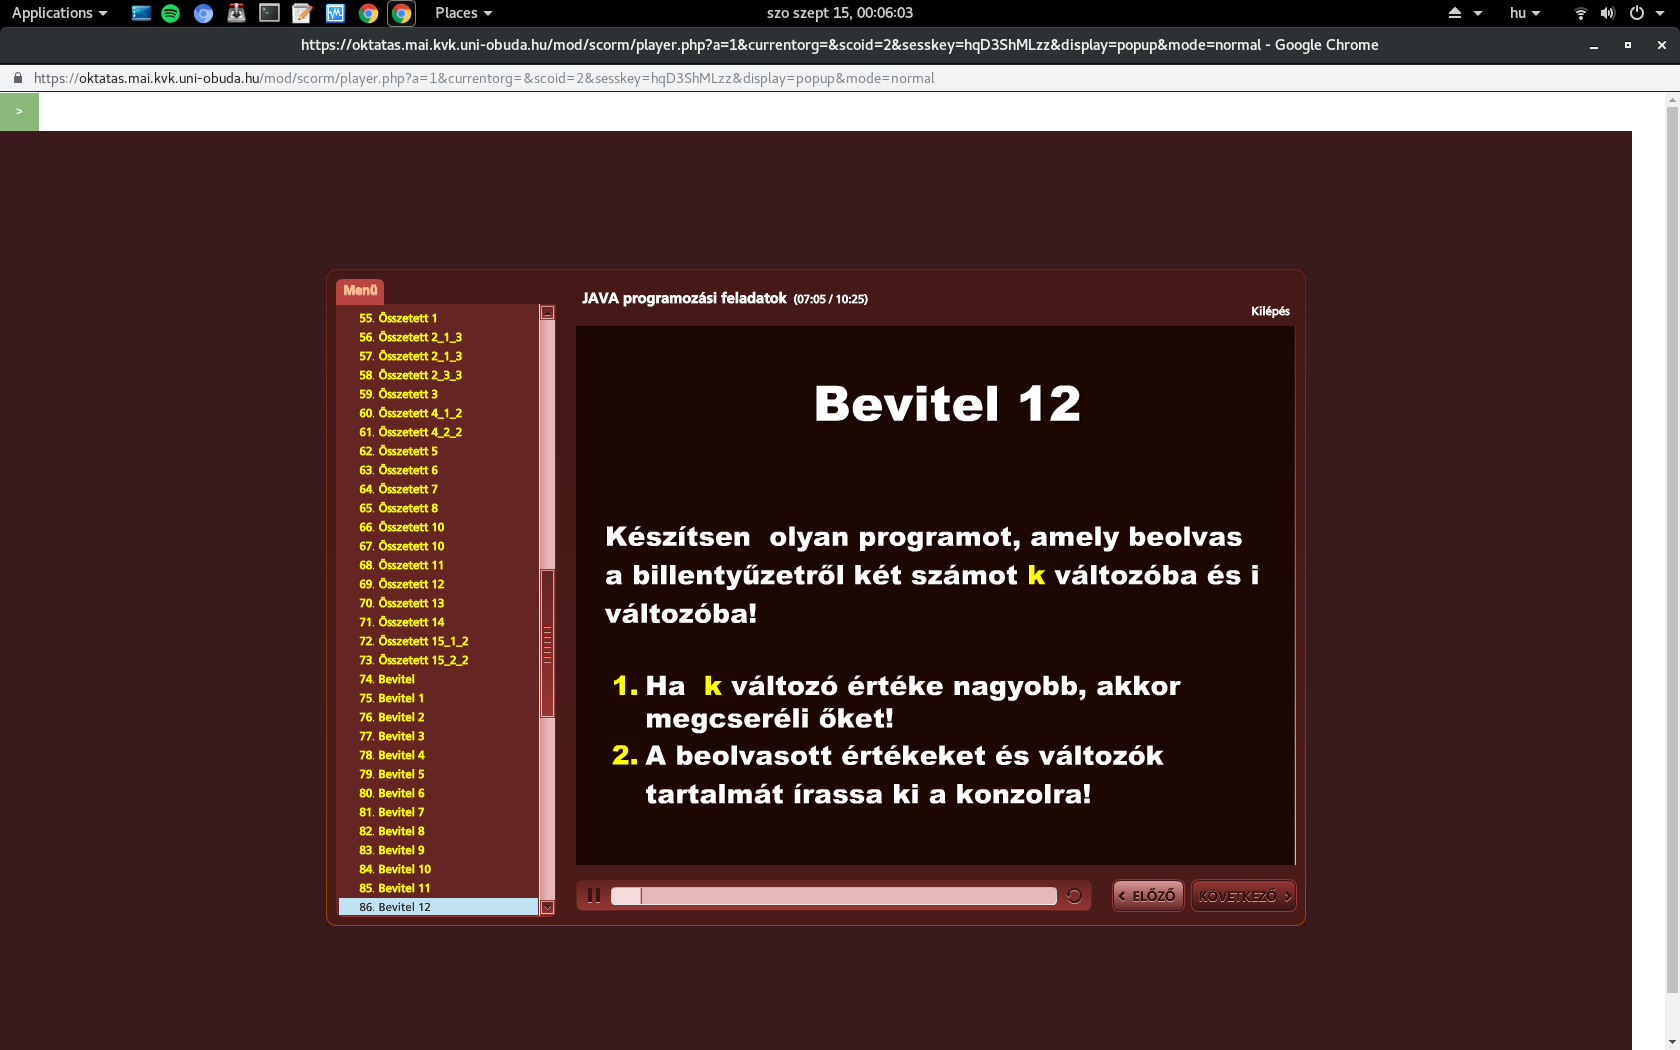 Applications
Places
szo szept 15, 00:06:03
hu
https://oktatas.mai.kvk.uni-obuda.hu/mod/scorm/player.php?a=1&currentorg=&scoid=2&sesskey=hqD3ShMLzz&display=popup&mode=normal - Google Chrome
https://oktatas.mai.kvk.uni-obuda.hu/mod/scorm/player.php?a=1&currentorg=&scoid=2&sesskey=hqD3ShMLzz&display=popup&mode=normal
>
Menü
55. Összetett 1
56. Összetett 2_1_3
57. Összetett 2_1_3
58. Összetett 2_3_3
59. Összetett 3
60. Összetett 4_1_2
61. Összetett 4_2_2
62. Összetett 5
63. Összetett 6
64. Összetett 7
65. Összetett 8
66. Összetett 10
67. Összetett 10
68. Összetett 11
69. Összetett 12
70. Összetett 13
71. Összetett 14
72. Összetett 15_1_2
73. Összetett 15_2_2
74. Bevitel
75. Bevitel 1
76. Bevitel 2
77. Bevitel 3
78. Bevitel 4
79. Bevitel 5
80. Bevitel 6
81. Bevitel 7
82. Bevitel 8
83. Bevitel 9
84. Bevitel 10
85. Bevitel 11
86. Bevitel 12
JAVA programozási feladatok (07:05 / 10:25)
Kilépés
Bevitel 12
Készítsen olyan programot, amely beolvas
a billentyűzetről két számot k változóba és i
változóba!
1. Ha k változó értéke nagyobb, akkor
megcseréli őket!
2. A beolvasott értékeket és változók
tartalmát írassa ki a konzolra!
< ELŐZŐ
KÖVETKEZŐ >